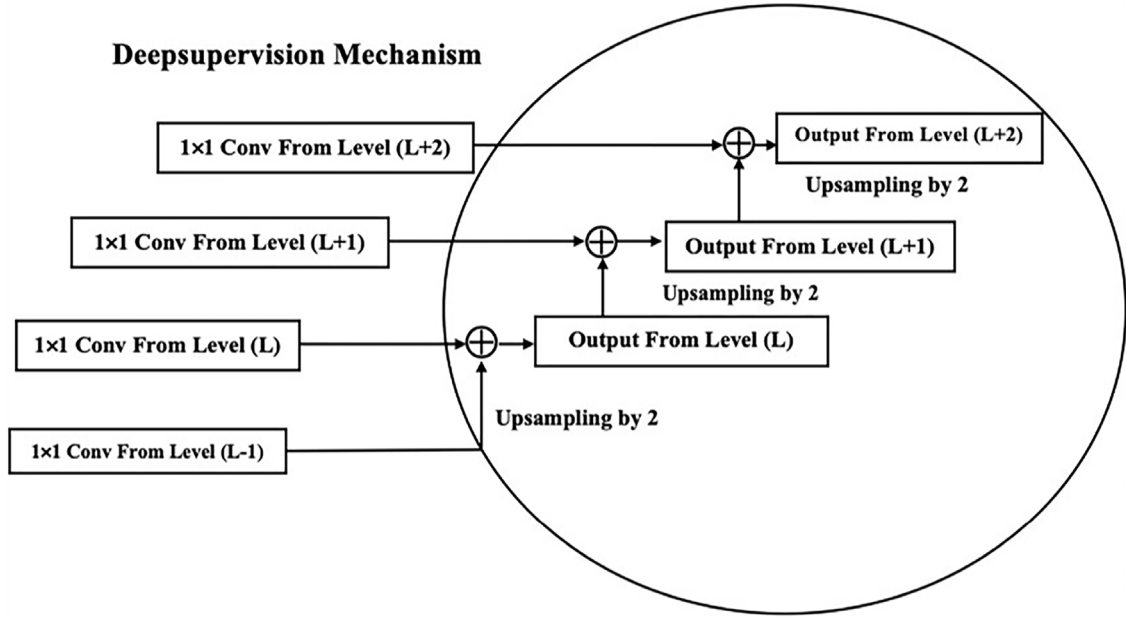 Deepsupervision Mechanism
1×1 Conv From Level (L+2)
Output From Level (L+2)
Upsampling by 2
1×1 Conv From Level (L+1)
Output From Level (L+1)
Upsampling by 2
1×1 Conv From Level (L)
Output From Level (L)
Upsampling by 2
1×1 Conv From Level (L-1)